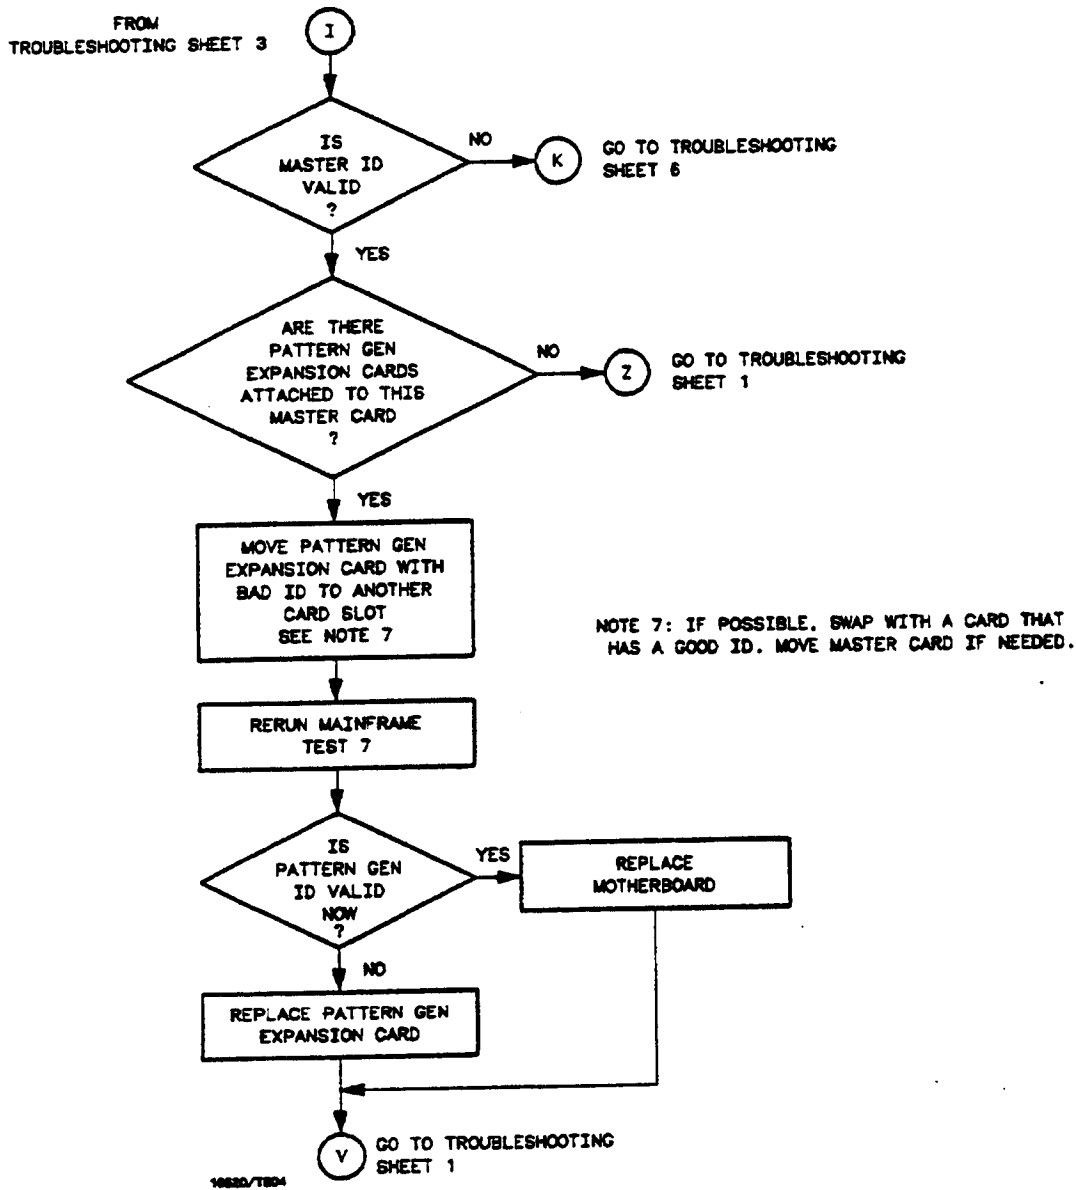 FROM
TROUBLESHOOTING SHEET 3
I
IS
MASTER ID
VALID
?
NO
K
GO TO TROUBLESHOOTING
SHEET 6
YES
ARE THERE
PATTERN GEN
EXPANSION CARDS
ATTACHED TO THIS
MASTER CARD
?
NO
Z
GO TO TROUBLESHOOTING
SHEET 1
YES
MOVE PATTERN GEN
EXPANSION CARD WITH
BAD ID TO ANOTHER
CARD SLOT
SEE NOTE 7
NOTE 7: IF POSSIBLE, SWAP WITH A CARD THAT
HAS A GOOD ID. MOVE MASTER CARD IF NEEDED.
RERUN MAINFRAME
TEST 7
IS
PATTERN GEN
ID VALID
NOW
?
YES
REPLACE
MOTHERBOARD
NO
REPLACE PATTERN GEN
EXPANSION CARD
V
GO TO TROUBLESHOOTING
SHEET 1
16520/TS04